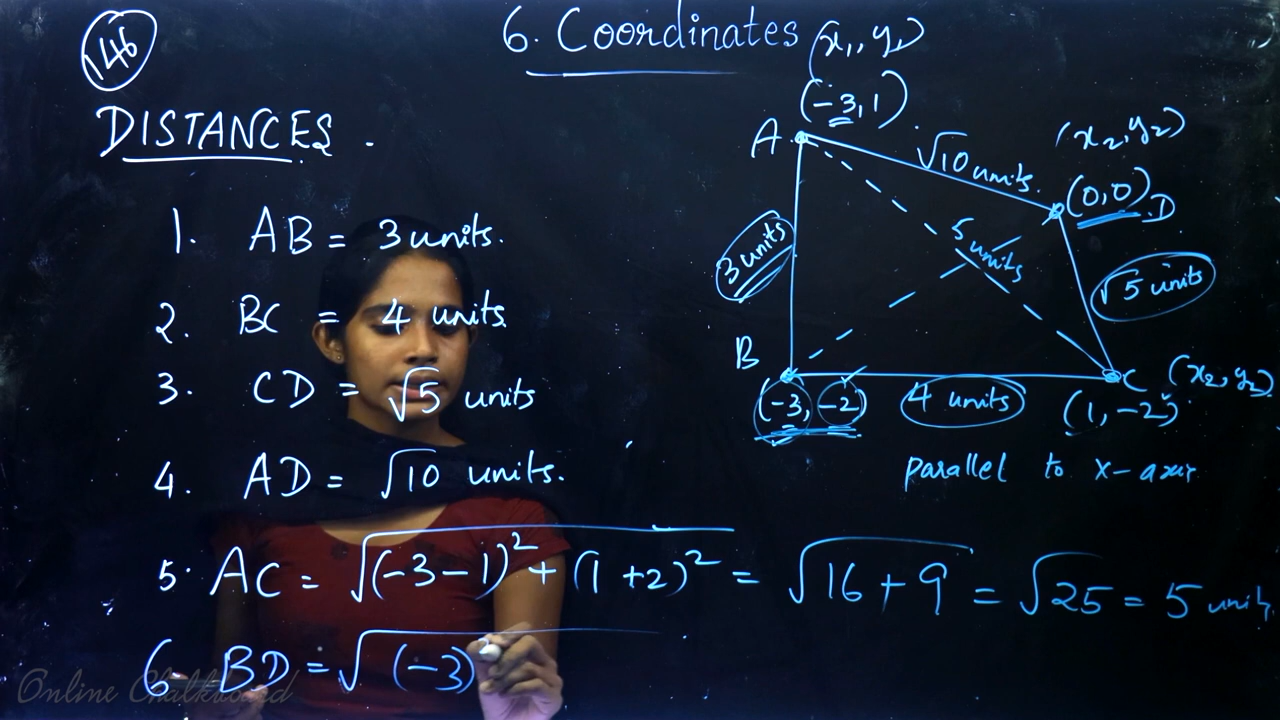 146
6. Coordinates
(x₁, y₁)
(-3, 1)
DISTANCES.
A
√10 units.
(x₂, y₂)
(0,0) D
1. AB = 3 units.
3 units
5 units
√5 units
2. BC = 4 units.
B
(-3, -2)
4 units
C (x₂, y₂)
(1, -2)
3. CD = √5 units
parallel to x-axis
4. AD = √10 units.
5. AC = √(-3-1)² + (1+2)² = √16 + 9 = √25 = 5 units
6. BD = √(-3)
Online Chalkboard